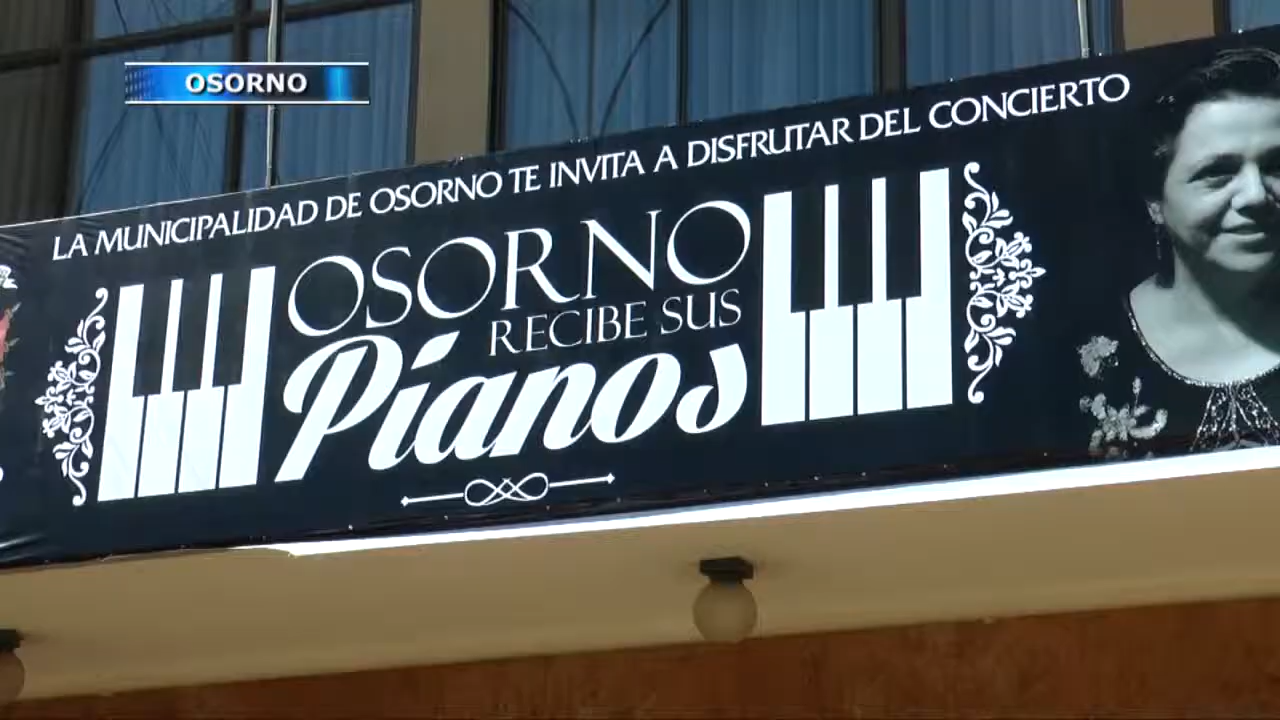 OSORNO
LA MUNICIPALIDAD DE OSORNO TE INVITA A DISFRUTAR DEL CONCIERTO
OSORNO
RECIBE SUS
Pianos